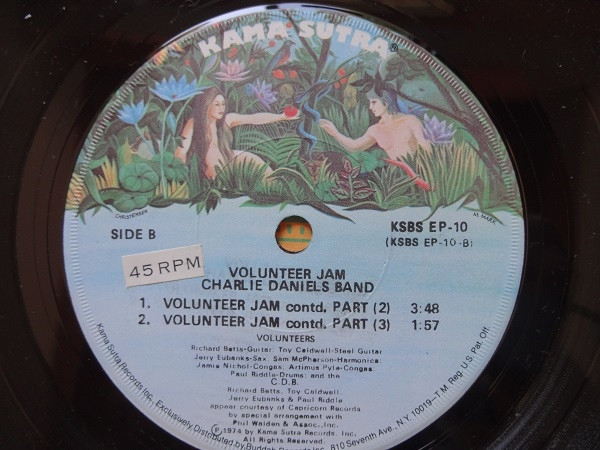 KAMA SUTRA®
CHRISTENSEN
M. MARK
SIDE B
KSBS EP-10
(KSBS EP-10-B)
45 RPM
VOLUNTEER JAM
CHARLIE DANIELS BAND
1. VOLUNTEER JAM contd. PART (2) 3:48
2. VOLUNTEER JAM contd. PART (3) 1:57
VOLUNTEERS
Richard Betts-Guitar; Toy Caldwell-Steel Guitar
Jerry Eubanks-Sax. Sam McPherson-Harmonica;
Jamie Nichol-Congas; Artimus Pyle-Congas;
Paul Riddle-Drums; and the
C.D.B.
Richard Betts, Toy Caldwell,
Jerry Eubanks & Paul Riddle
appear courtesy of Capricorn Records
by special arrangement with
Phil Walden & Assoc., Inc.
℗ 1974 by Kama Sutra Records, Inc.
All Rights Reserved.
Kama Sutra Records Inc. Exclusively Distributed by Buddah Records Inc. 810 Seventh Ave., N.Y. 10019–T.M. Reg. U.S. Pat. Off.